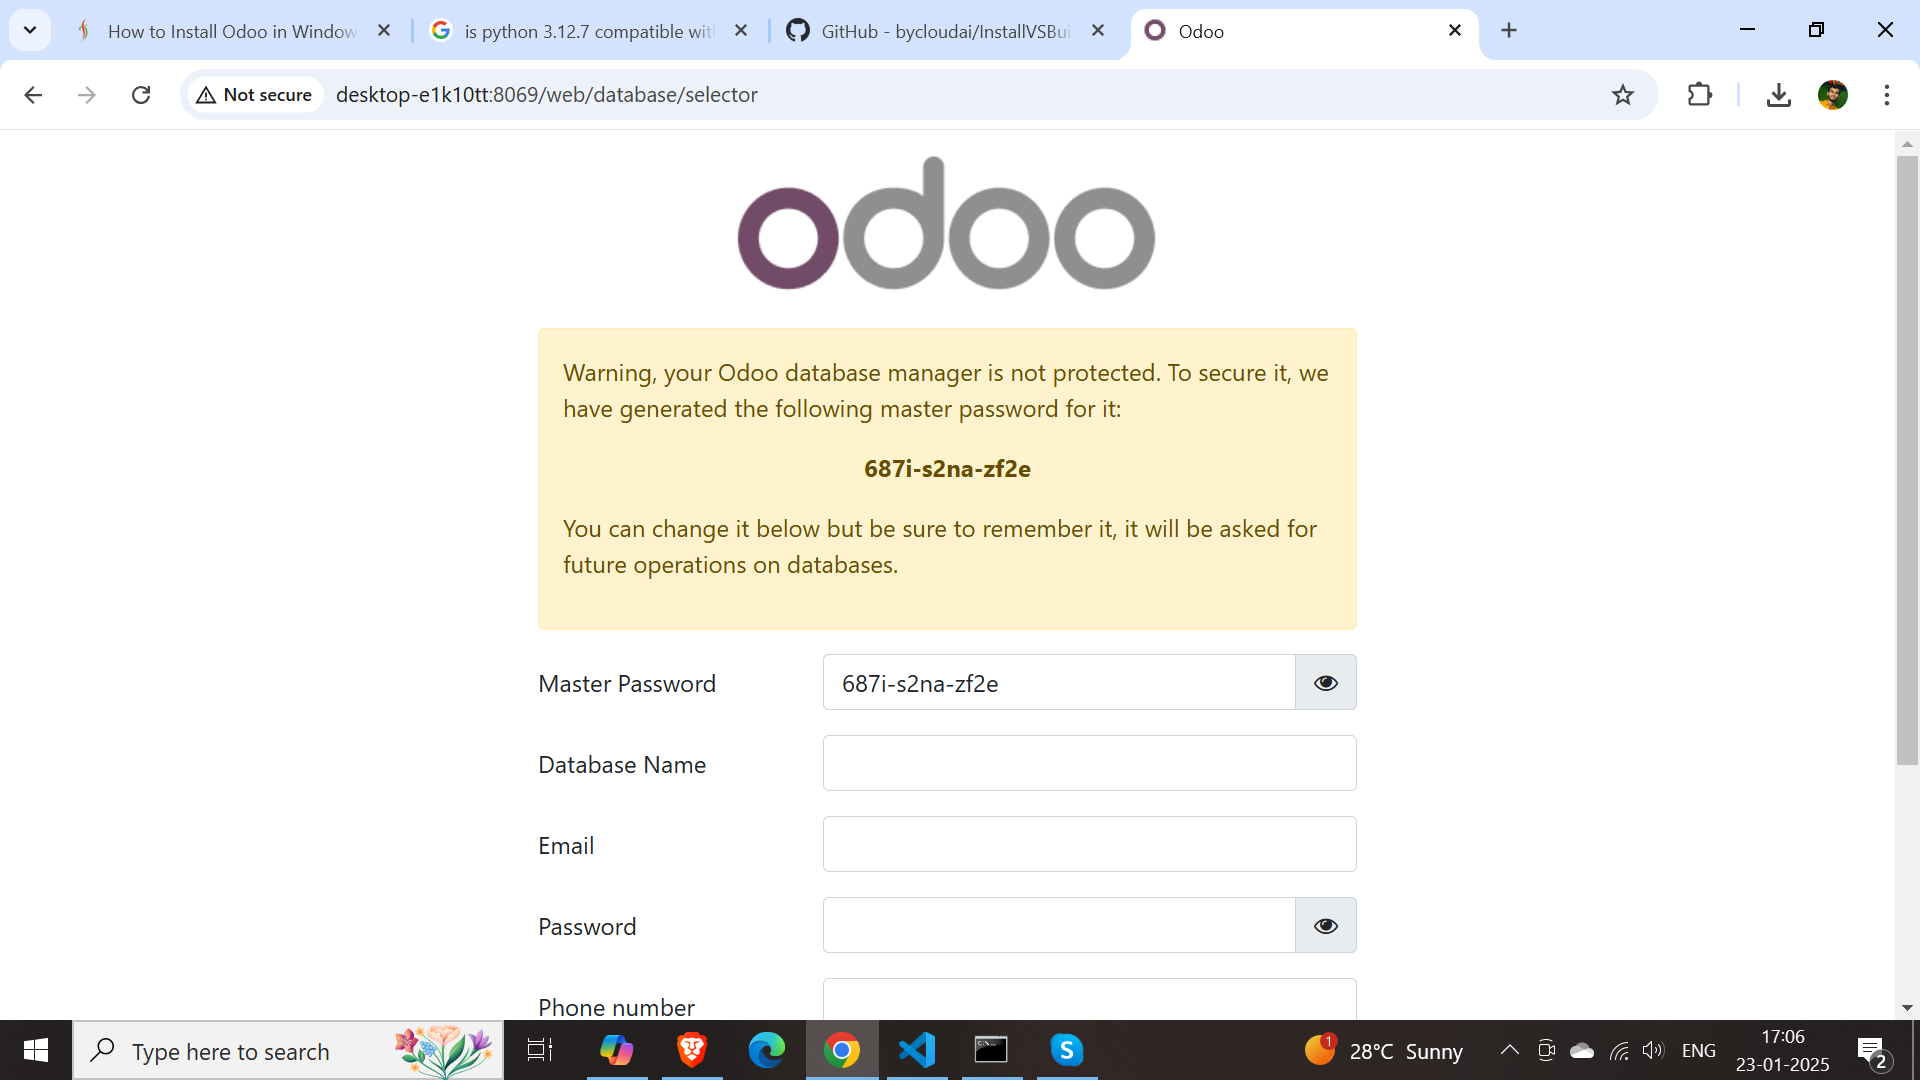 How to Install Odoo in Window
is python 3.12.7 compatible wit
GitHub - bycloudai/InstallVSBui
Odoo
Not secure
desktop-e1k10tt:8069/web/database/selector
odoo
Warning, your Odoo database manager is not protected. To secure it, we
have generated the following master password for it:
687i-s2na-zf2e
You can change it below but be sure to remember it, it will be asked for
future operations on databases.
Master Password
687i-s2na-zf2e
Database Name
Email
Password
Phone number
Type here to search
1
28°C Sunny
ENG
17:06
23-01-2025
2